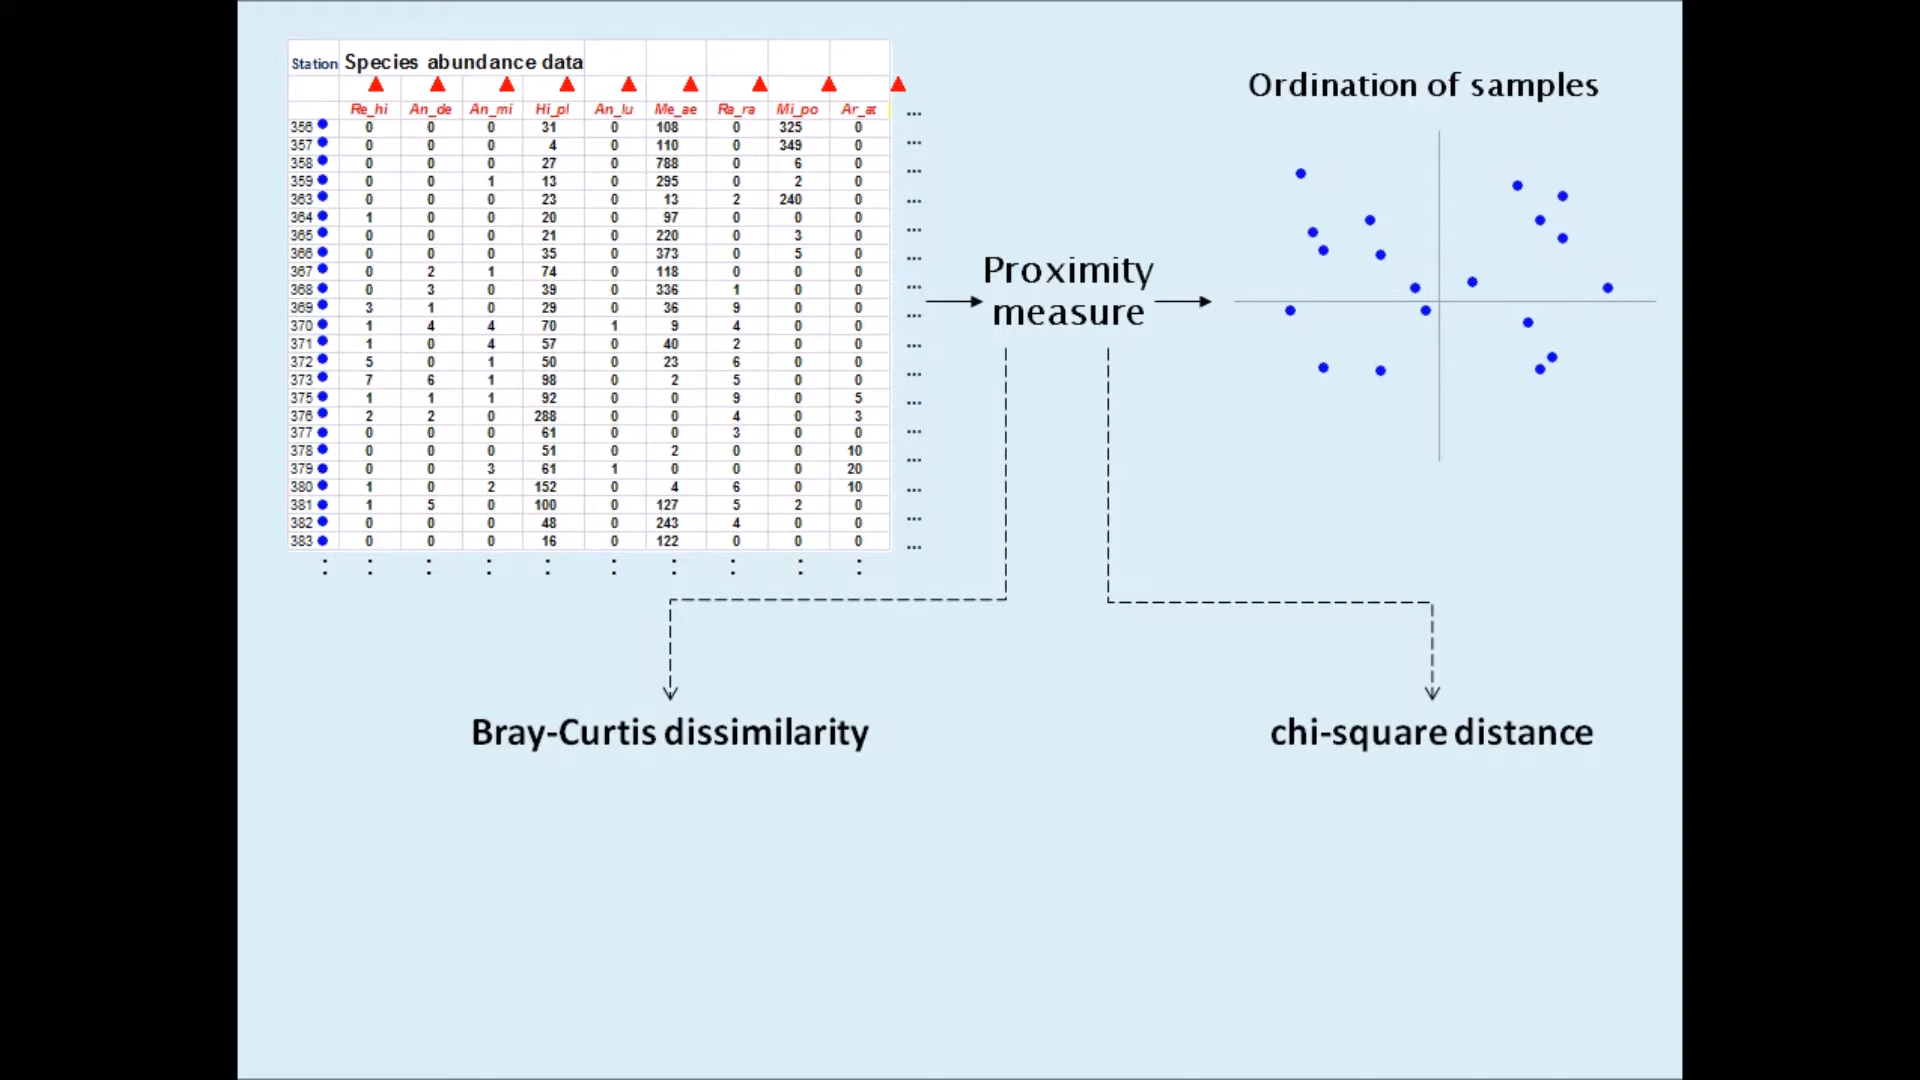 Station Species abundance data
Re_hi An_de An_mi Hi_pl An_lu Me_ae Ra_ra Mi_po Ar_at ...
356 0 0 0 31 0 108 0 325 0
357 0 0 0 4 0 110 0 349 0 ...
358 0 0 0 27 0 788 0 6 0 ...
359 0 0 1 13 0 295 0 2 0
363 0 0 0 23 0 13 2 240 0 ...
364 1 0 0 20 0 97 0 0 0
365 0 0 0 21 0 220 0 3 0 ...
366 0 0 0 35 0 373 0 5 0 ...
367 0 2 1 74 0 118 0 0 0
368 0 3 0 39 0 336 1 0 0 ...
369 3 1 0 29 0 36 9 0 0 ...
370 1 4 4 70 1 9 4 0 0
371 1 0 4 57 0 40 2 0 0 ...
372 5 0 1 50 0 23 6 0 0
373 7 6 1 98 0 2 5 0 0 ...
375 1 1 1 92 0 0 9 0 5 ...
376 2 2 0 288 0 0 4 0 3
377 0 0 0 61 0 0 3 0 0 ...
378 0 0 0 51 0 2 0 0 10 ...
379 0 0 3 61 1 0 0 0 20
380 1 0 2 152 0 4 6 0 10 ...
381 1 5 0 100 0 127 5 2 0
382 0 0 0 48 0 243 4 0 0 ...
383 0 0 0 16 0 122 0 0 0 ...
: : : : : : : : : :
Proximity
measure
Ordination of samples
Bray-Curtis dissimilarity
chi-square distance